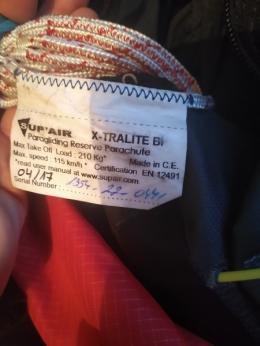 SUP'AIR X-TRALITE BI
Paragliding Reserve Parachute
Max Take Off Load : 210 Kg* Made in C.E.
Max. speed : 115 km/h * Certification EN 12491
*read user manual at www.supair.com
04/17
Serial Number : 1354 - 22 - 0441